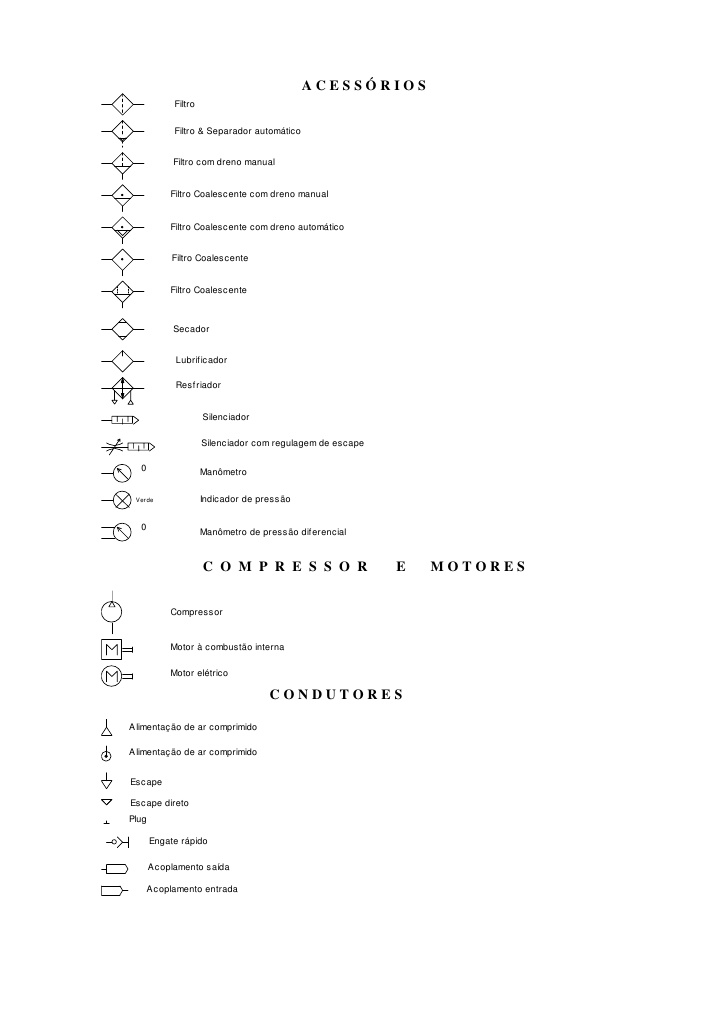 ACESSÓRIOS
Filtro
Filtro & Separador automático
Filtro com dreno manual
Filtro Coalescente com dreno manual
Filtro Coalescente com dreno automático
Filtro Coalescente
Filtro Coalescente
Secador
Lubrificador
Resfriador
Silenciador
Silenciador com regulagem de escape
0 Manômetro
Verde Indicador de pressão
0 Manômetro de pressão diferencial
COMPRESSOR E MOTORES
Compressor
M Motor à combustão interna
M Motor elétrico
CONDUTORES
Alimentação de ar comprimido
Alimentação de ar comprimido
Escape
Escape direto
Plug
Engate rápido
Acoplamento saída
Acoplamento entrada